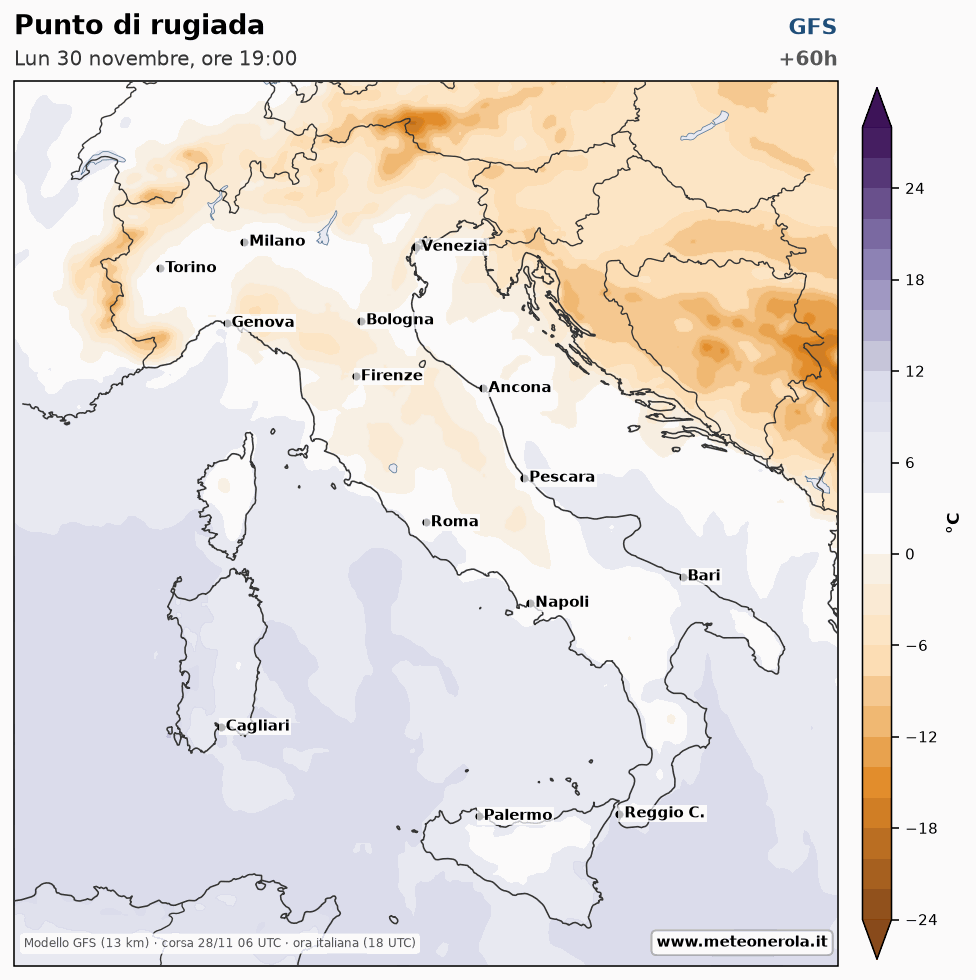 Punto di rugiada
GFS
Lun 30 novembre, ore 19:00
+60h
Milano
Venezia
Torino
Genova
Bologna
Firenze
Ancona
Pescara
Roma
Bari
Napoli
Cagliari
Palermo
Reggio C.
24
18
12
6
0
−6
−12
−18
−24
°C
Modello GFS (13 km) · corsa 28/11 06 UTC · ora italiana (18 UTC)
www.meteonerola.it